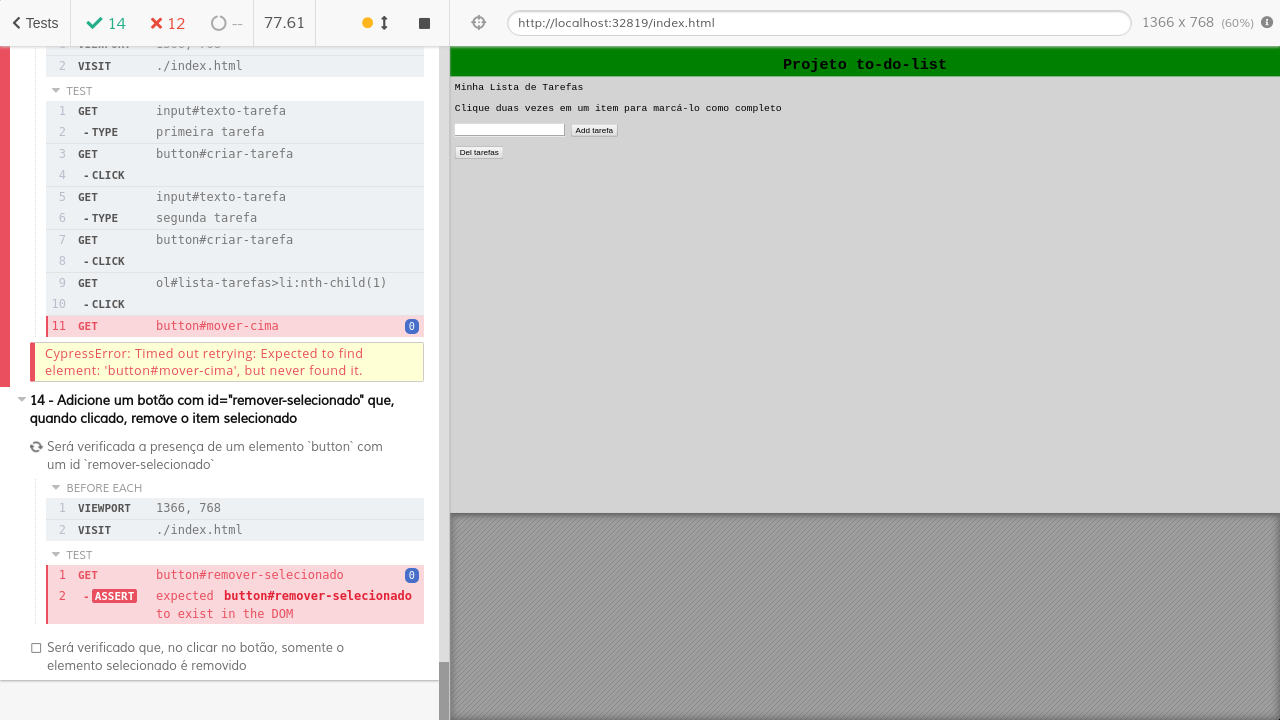 Tests
14
12
--
77.61
http://localhost:32819/index.html
1366 x 768 (60%)
1 VIEWPORT 1366, 768
2 VISIT ./index.html
TEST
1 GET input#texto-tarefa
2 - TYPE primeira tarefa
3 GET button#criar-tarefa
4 - CLICK
5 GET input#texto-tarefa
6 - TYPE segunda tarefa
7 GET button#criar-tarefa
8 - CLICK
9 GET ol#lista-tarefas>li:nth-child(1)
10 - CLICK
11 GET button#mover-cima 0
CypressError: Timed out retrying: Expected to find
element: 'button#mover-cima', but never found it.
14 - Adicione um botão com id="remover-selecionado" que,
quando clicado, remove o item selecionado
Será verificada a presença de um elemento `button` com
um id `remover-selecionado`
BEFORE EACH
1 VIEWPORT 1366, 768
2 VISIT ./index.html
TEST
1 GET button#remover-selecionado 0
2 - ASSERT expected button#remover-selecionado
to exist in the DOM
Será verificado que, no clicar no botão, somente o
elemento selecionado é removido
Projeto to-do-list
Minha Lista de Tarefas
Clique duas vezes em um item para marcá-lo como completo
Add tarefa
Del tarefas